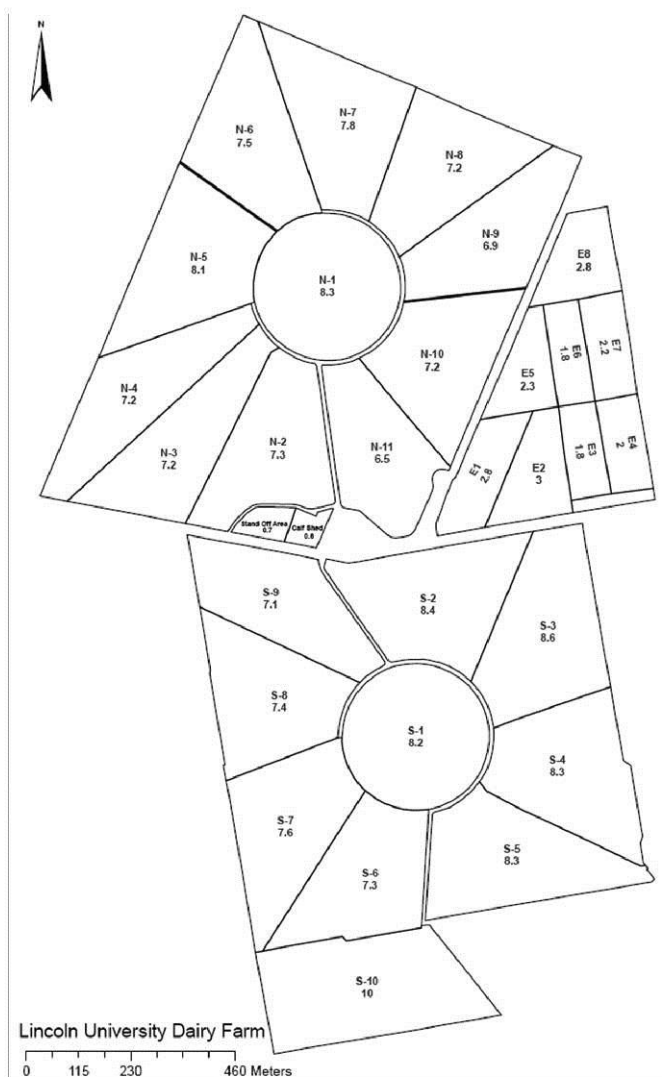 N
N-6
7.5
N-7
7.8
N-8
7.2
N-9
6.9
N-5
8.1
N-1
8.3
E8
2.8
N-10
7.2
E5
2.3
E6
1.8
E7
2.2
N-4
7.2
N-3
7.2
N-2
7.3
N-11
6.5
E1
2.8
E2
3
E3
1.8
E4
2
Stand Off Area
0.7
Calf Shed
0.6
S-9
7.1
S-2
8.4
S-3
8.6
S-8
7.4
S-1
8.2
S-4
8.3
S-7
7.6
S-6
7.3
S-5
8.3
S-10
10
Lincoln University Dairy Farm
0 115 230 460 Meters